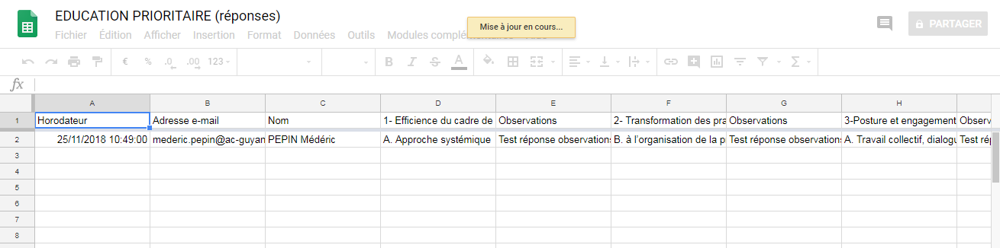 EDUCATION PRIORITAIRE (réponses)
Mise à jour en cours...
PARTAGER
Fichier Édition Afficher Insertion Format Données Outils Modules
€ % .0 .00 123 B I S A Σ
fx
A B C D E F G H
1 Horodateur Adresse e-mail Nom 1- Efficience du cadre de Observations 2- Transformation des pra Observations 3-Posture et engagement Observ
2 25/11/2018 10:49:00 mederic.pepin@ac-guyan PEPIN Médéric A. Approche systémique Test réponse observations B. à l'organisation de la p Test réponse observations A. Travail collectif, dialogu Test ré
3
4
5
6
7
8